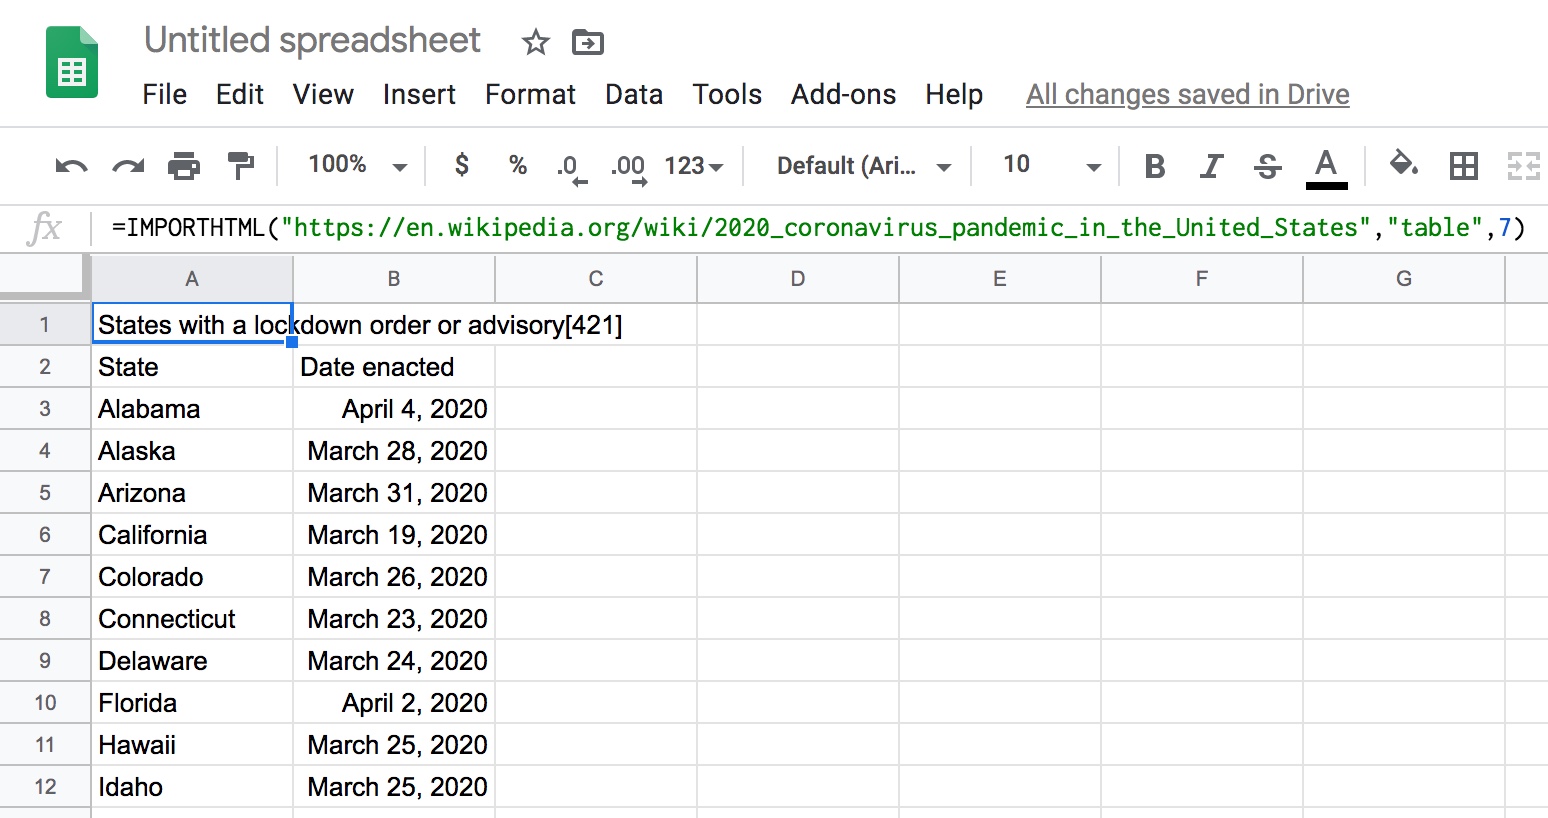 Untitled spreadsheet
File Edit View Insert Format Data Tools Add-ons Help All changes saved in Drive
100% $ % .0 .00 123 Default (Ari... 10 B I S A
fx =IMPORTHTML("https://en.wikipedia.org/wiki/2020_coronavirus_pandemic_in_the_United_States","table",7)
A B C D E F G
1 States with a lockdown order or advisory[421]
2 State Date enacted
3 Alabama April 4, 2020
4 Alaska March 28, 2020
5 Arizona March 31, 2020
6 California March 19, 2020
7 Colorado March 26, 2020
8 Connecticut March 23, 2020
9 Delaware March 24, 2020
10 Florida April 2, 2020
11 Hawaii March 25, 2020
12 Idaho March 25, 2020